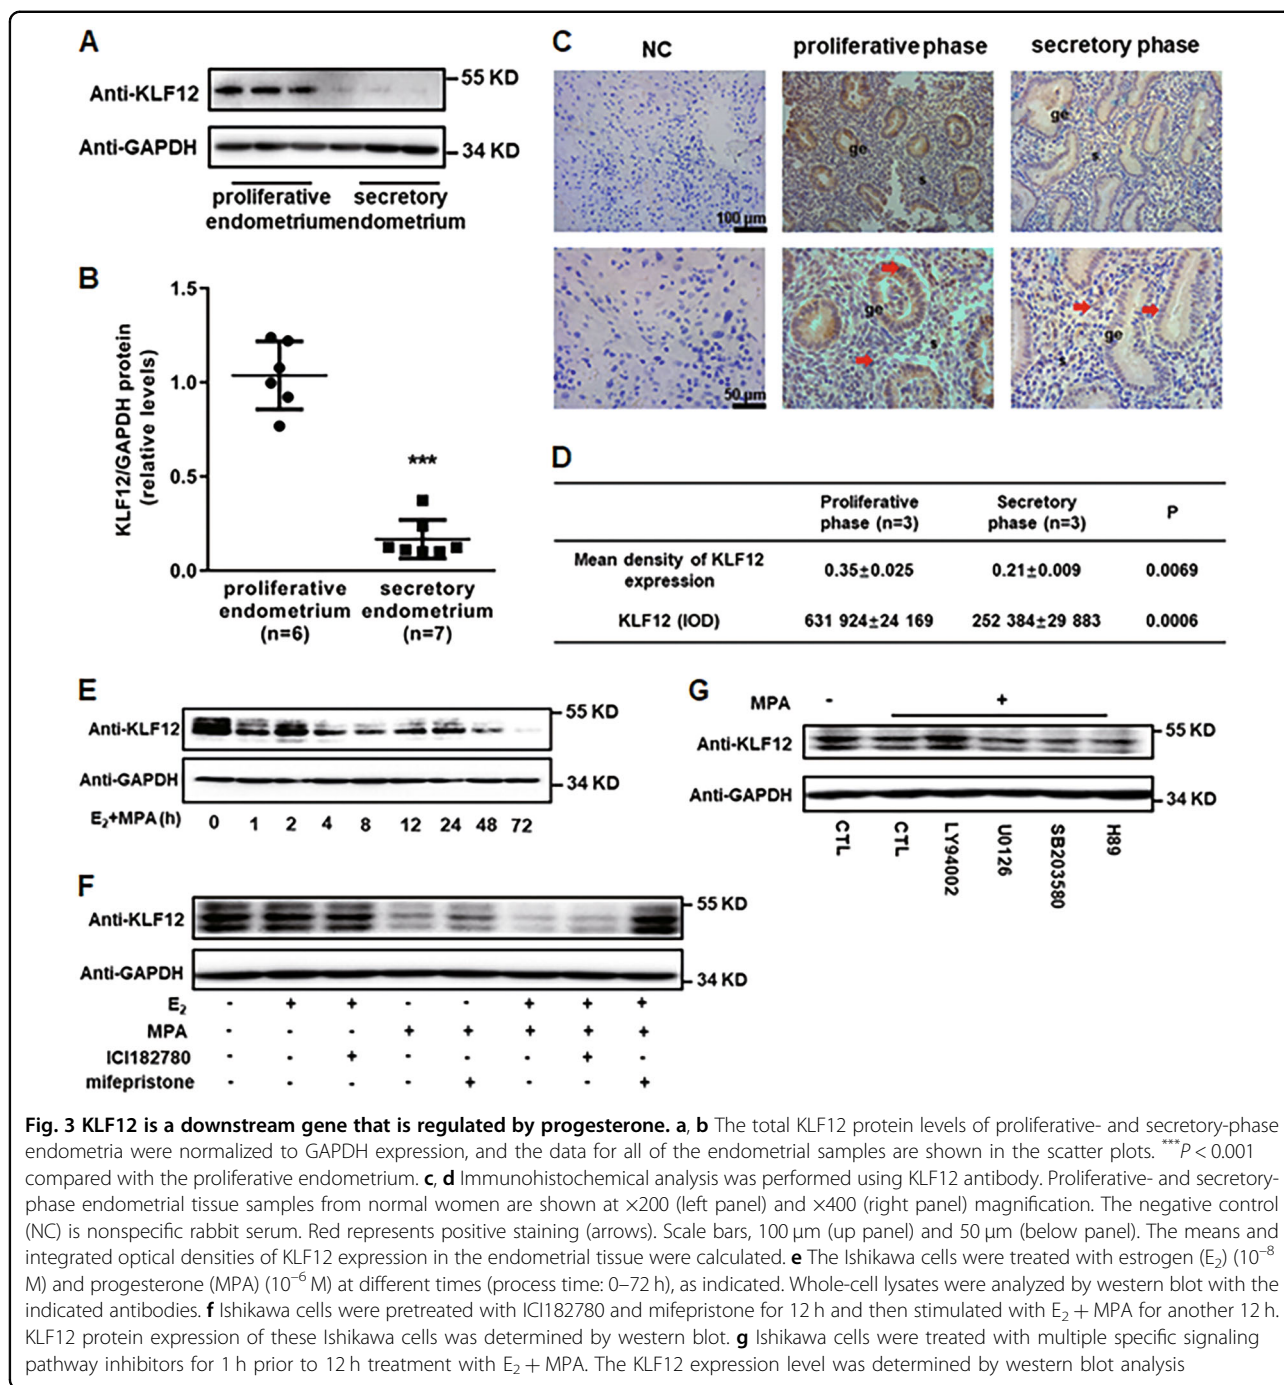 A
Anti-KLF12
55 KD
Anti-GAPDH
34 KD
proliferative secretory
endometrium endometrium
B
KLF12/GAPDH protein
(relative levels)
1.5
1.0
0.5
0.0
***
proliferative secretory
endometrium endometrium
(n=6) (n=7)
C
NC proliferative phase secretory phase
ge
s
ge
s
100 μm
ge
s
ge
s
50 μm
D
Proliferative phase (n=3) Secretory phase (n=3) P
Mean density of KLF12 expression 0.35±0.025 0.21±0.009 0.0069
KLF12 (IOD) 631 924±24 169 252 384±29 883 0.0006
E
Anti-KLF12
55 KD
Anti-GAPDH
34 KD
E2+MPA (h) 0 1 2 4 8 12 24 48 72
G
MPA - +
Anti-KLF12
55 KD
Anti-GAPDH
34 KD
CTL CTL LY94002 U0126 SB203580 H89
F
Anti-KLF12
55 KD
Anti-GAPDH
34 KD
E2 - + + - - + + +
MPA - - - + + + + +
ICI182780 - - + - - - + -
mifepristone - - - - + - - +
Fig. 3 KLF12 is a downstream gene that is regulated by progesterone. a, b The total KLF12 protein levels of proliferative- and secretory-phase
endometria were normalized to GAPDH expression, and the data for all of the endometrial samples are shown in the scatter plots. ***P < 0.001
compared with the proliferative endometrium. c, d Immunohistochemical analysis was performed using KLF12 antibody. Proliferative- and secretory-
phase endometrial tissue samples from normal women are shown at ×200 (left panel) and ×400 (right panel) magnification. The negative control
(NC) is nonspecific rabbit serum. Red represents positive staining (arrows). Scale bars, 100 μm (up panel) and 50 μm (below panel). The means and
integrated optical densities of KLF12 expression in the endometrial tissue were calculated. e The Ishikawa cells were treated with estrogen (E2) (10−8
M) and progesterone (MPA) (10−6 M) at different times (process time: 0–72 h), as indicated. Whole-cell lysates were analyzed by western blot with the
indicated antibodies. f Ishikawa cells were pretreated with ICI182780 and mifepristone for 12 h and then stimulated with E2 + MPA for another 12 h.
KLF12 protein expression of these Ishikawa cells was determined by western blot. g Ishikawa cells were treated with multiple specific signaling
pathway inhibitors for 1 h prior to 12 h treatment with E2 + MPA. The KLF12 expression level was determined by western blot analysis